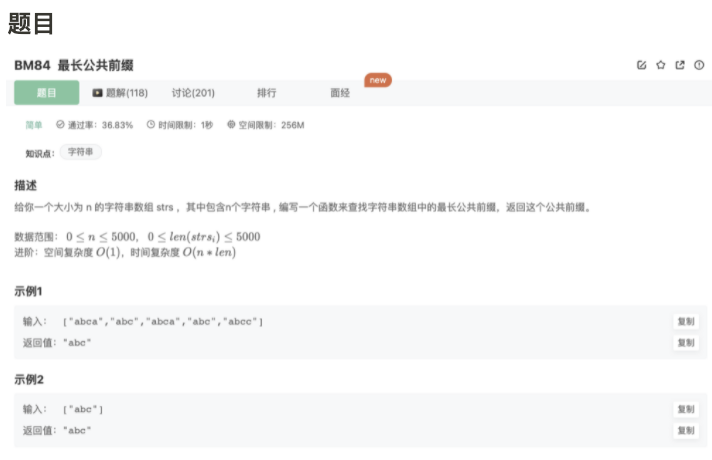 题目
BM84 最长公共前缀
题目 题解(118) 讨论(201) 排行 面经 new
简单 通过率：36.83% 时间限制：1秒 空间限制：256M
知识点： 字符串
描述
给你一个大小为 n 的字符串数组 strs ，其中包含n个字符串 , 编写一个函数来查找字符串数组中的最长公共前缀，返回这个公共前缀。
数据范围： 0 ≤ n ≤ 5000， 0 ≤ len(strsᵢ) ≤ 5000
进阶：空间复杂度 O(1)，时间复杂度 O(n * len)
示例1
输入： ["abca","abc","abca","abc","abcc"] 复制
返回值："abc" 复制
示例2
输入： ["abc"] 复制
返回值："abc" 复制